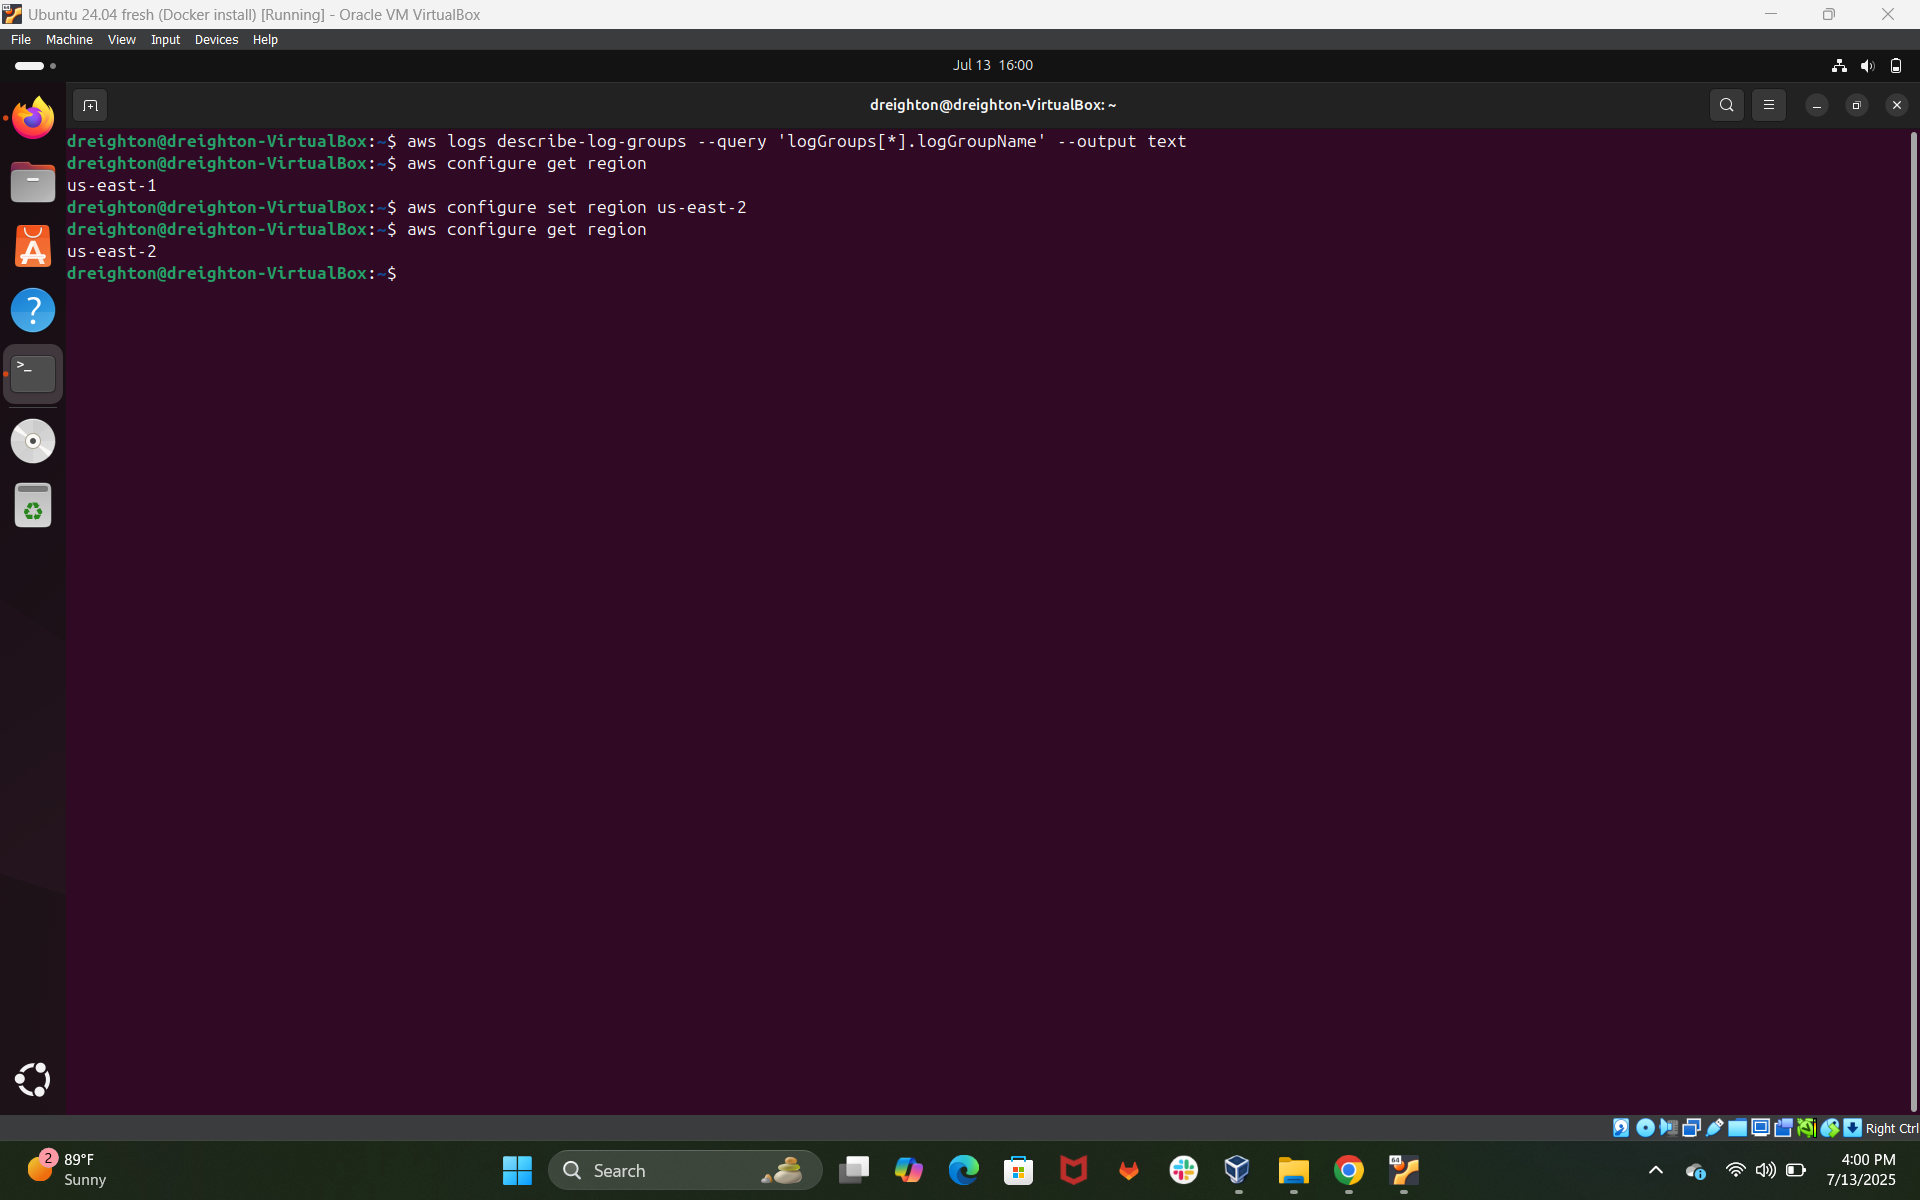 Ubuntu 24.04 fresh (Docker install) [Running] - Oracle VM VirtualBox
File Machine View Input Devices Help
Jul 13 16:00
dreighton@dreighton-VirtualBox: ~
dreighton@dreighton-VirtualBox:~$ aws logs describe-log-groups --query 'logGroups[*].logGroupName' --output text
dreighton@dreighton-VirtualBox:~$ aws configure get region
us-east-1
dreighton@dreighton-VirtualBox:~$ aws configure set region us-east-2
dreighton@dreighton-VirtualBox:~$ aws configure get region
us-east-2
dreighton@dreighton-VirtualBox:~$
Right Ctrl
2
89°F
Sunny
Search
64
4:00 PM
7/13/2025